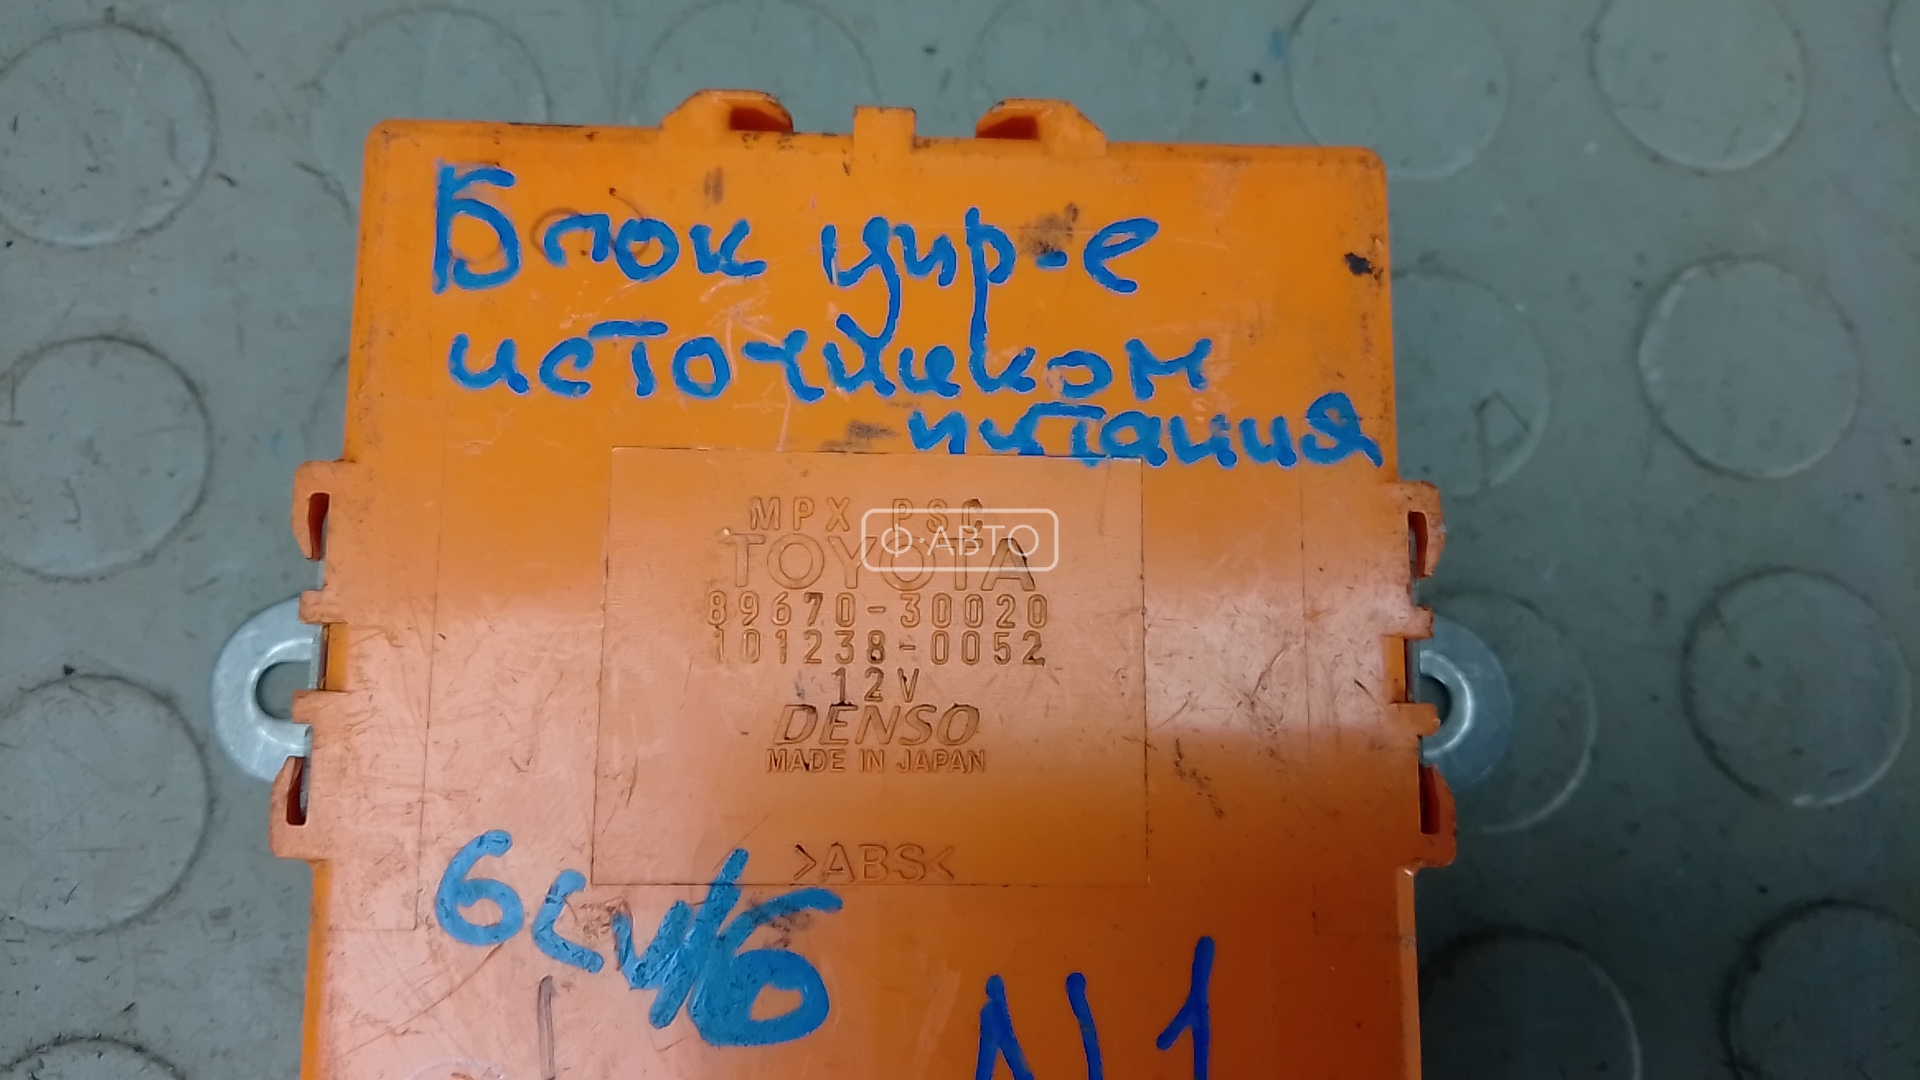 Блок упр-е
источником
питания
MPX PSC
TOYOTA
Ф·АВТО
89670-30020
101238-0052
12V
DENSO
MADE IN JAPAN
>ABS<